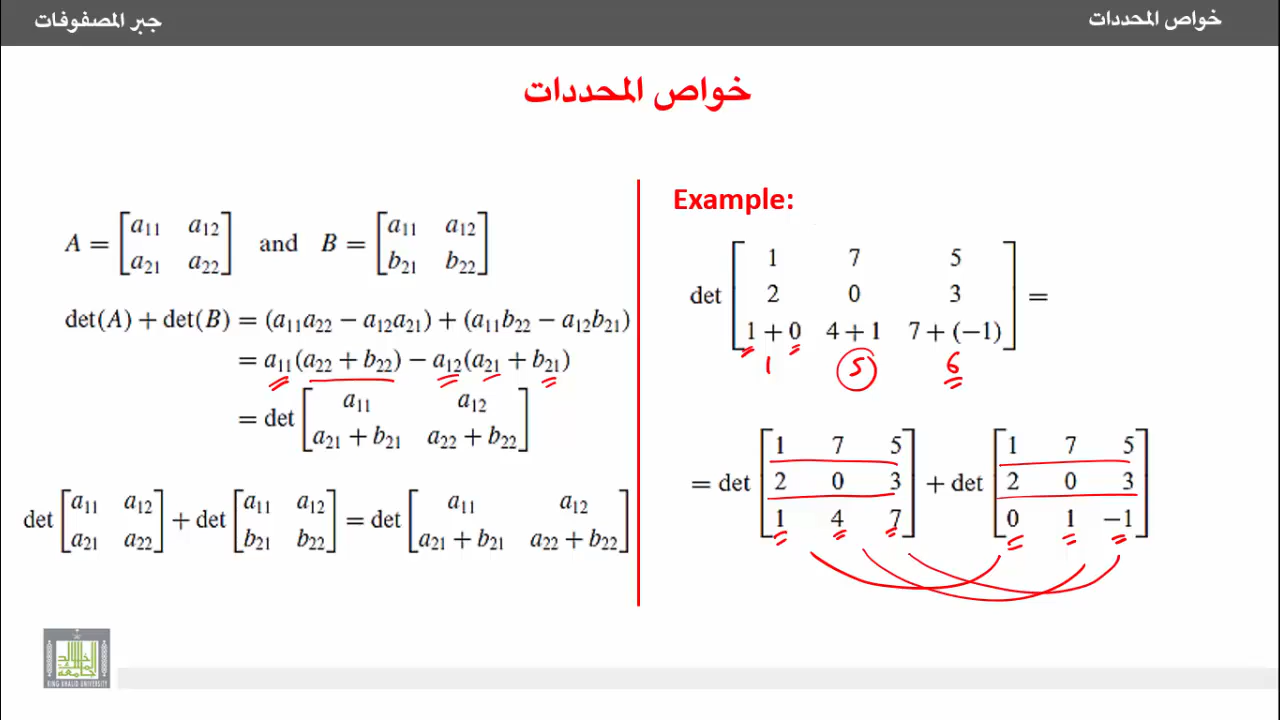 خواص المحددات
جبر المصفوفات
خواص المحددات
A = [a11 a12; a21 a22] and B = [a11 a12; b21 b22]
det(A) + det(B) = (a11a22 − a12a21) + (a11b22 − a12b21)
= a11(a22 + b22) − a12(a21 + b21)
= det [a11 a12; a21 + b21 a22 + b22]
det [a11 a12; a21 a22] + det [a11 a12; b21 b22] = det [a11 a12; a21 + b21 a22 + b22]
Example:
det [1 7 5; 2 0 3; 1 + 0 4 + 1 7 + (−1)] =
1 5 6
= det [1 7 5; 2 0 3; 1 4 7] + det [1 7 5; 2 0 3; 0 1 −1]
KING KHALID UNIVERSITY